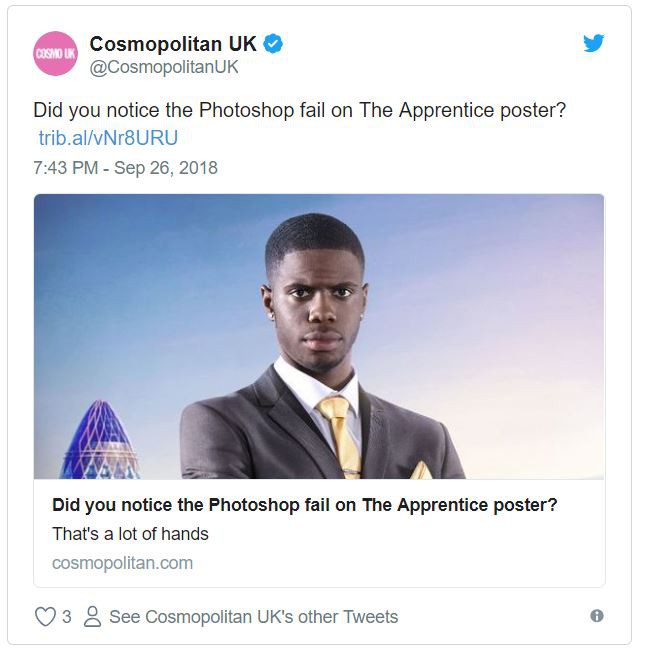 COSMO UK
Cosmopolitan UK
@CosmopolitanUK
Did you notice the Photoshop fail on The Apprentice poster?
trib.al/vNr8URU
7:43 PM - Sep 26, 2018
Did you notice the Photoshop fail on The Apprentice poster?
That's a lot of hands
cosmopolitan.com
3 See Cosmopolitan UK's other Tweets